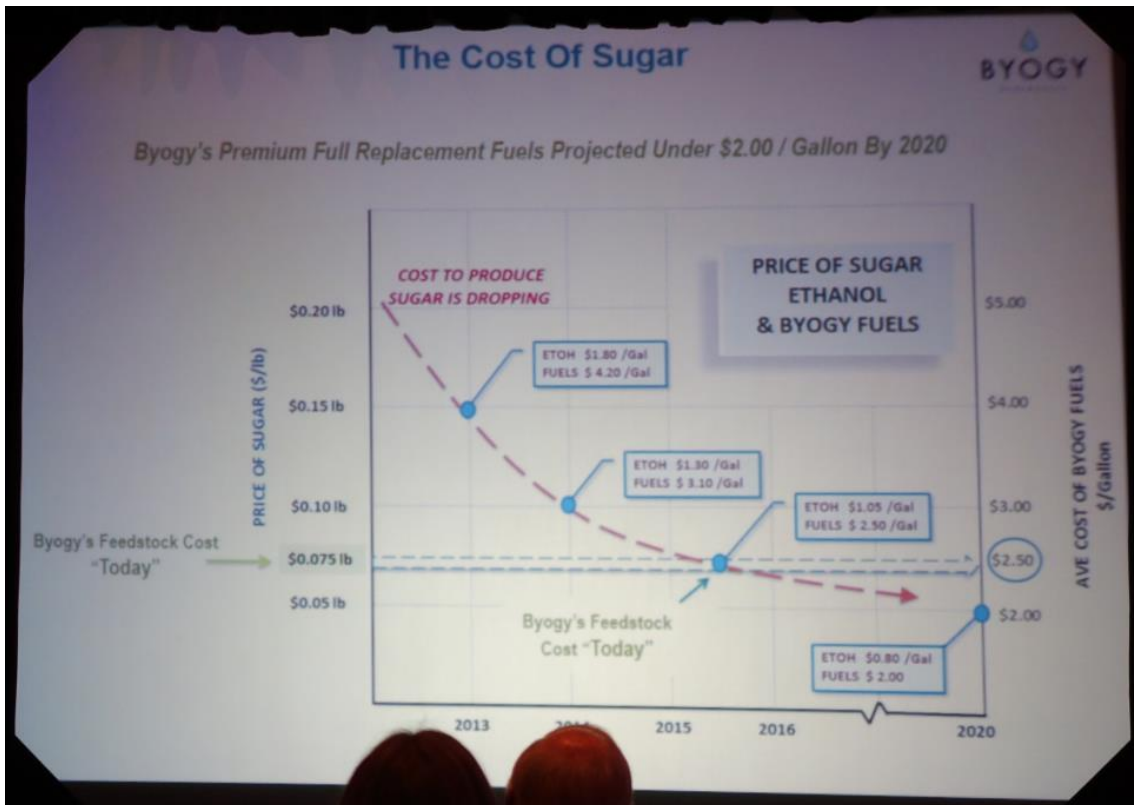 The Cost Of Sugar
BYOGY
Byogy's Premium Full Replacement Fuels Projected Under $2.00 / Gallon By 2020
COST TO PRODUCE
SUGAR IS DROPPING
PRICE OF SUGAR
ETHANOL
& BYOGY FUELS
PRICE OF SUGAR ($/lb)
$0.20 lb
$0.15 lb
$0.10 lb
$0.075 lb
$0.05 lb
Byogy's Feedstock Cost
"Today"
ETOH $1.80 /Gal
FUELS $ 4.20 /Gal
ETOH $1.30 /Gal
FUELS $ 3.10 /Gal
ETOH $1.05 /Gal
FUELS $ 2.50 /Gal
Byogy's Feedstock
Cost "Today"
ETOH $0.80 /Gal
FUELS $ 2.00
$5.00
$4.00
$3.00
$2.50
$2.00
AVE COST OF BYOGY FUELS
$/Gallon
2013
2015
2016
2020